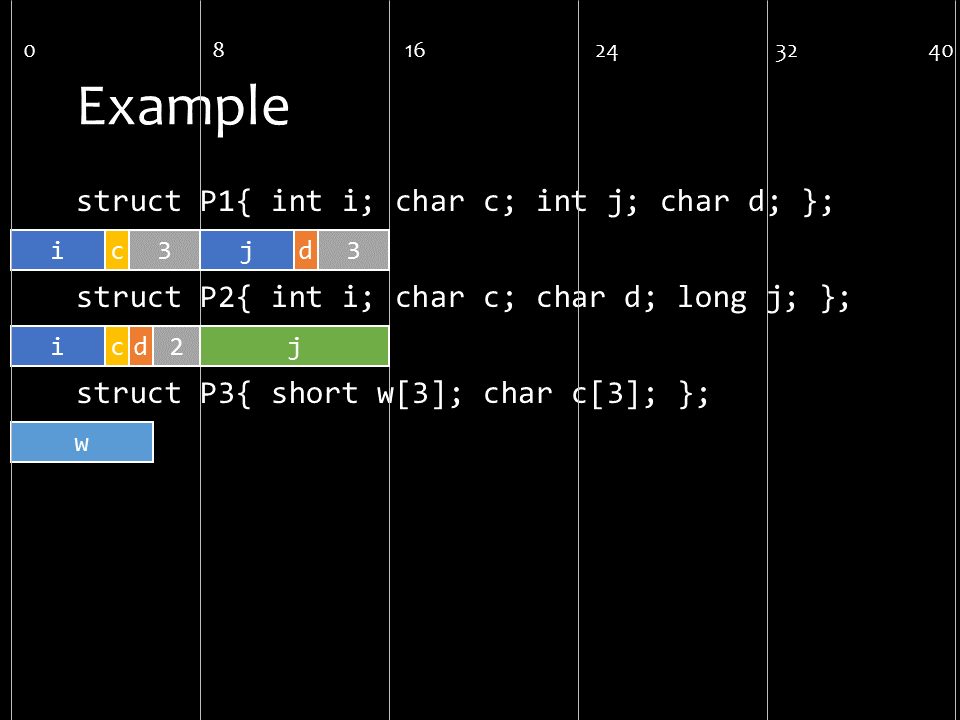 0 8 16 24 32 40
Example
struct P1{ int i; char c; int j; char d; };
i c 3 j d 3
struct P2{ int i; char c; char d; long j; };
i c d 2 j
struct P3{ short w[3]; char c[3]; };
w